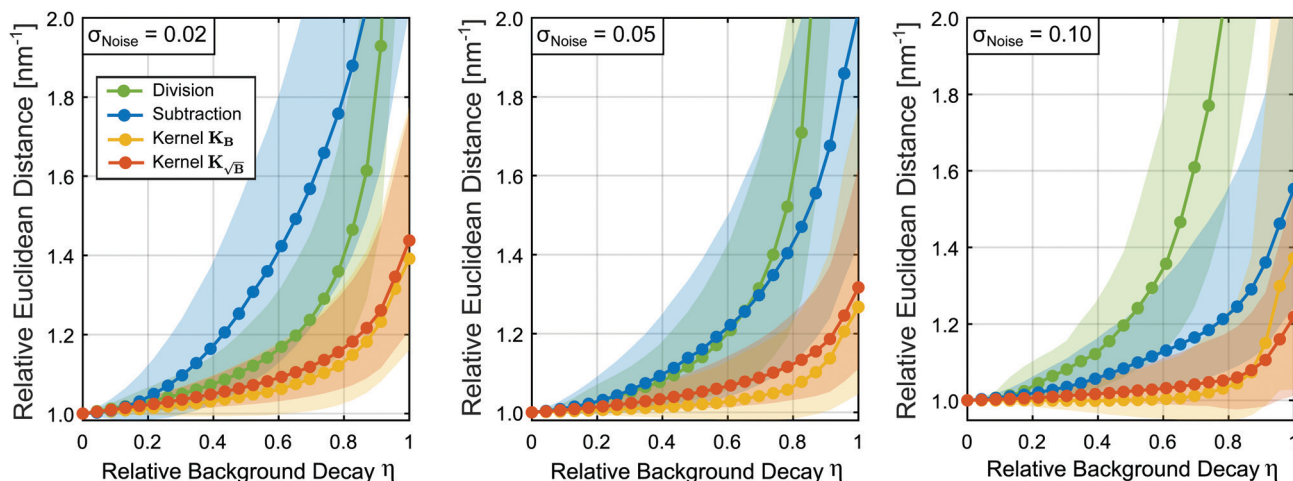 σNoise = 0.02
Division
Subtraction
Kernel K_B
Kernel K_√B
Relative Euclidean Distance [nm⁻¹]
2.0
1.8
1.6
1.4
1.2
1.0
0
0.2
0.4
0.6
0.8
1
Relative Background Decay η
σNoise = 0.05
Relative Euclidean Distance [nm⁻¹]
2.0
1.8
1.6
1.4
1.2
1.0
0
0.2
0.4
0.6
0.8
1
Relative Background Decay η
σNoise = 0.10
Relative Euclidean Distance [nm⁻¹]
2.0
1.8
1.6
1.4
1.2
1.0
0
0.2
0.4
0.6
0.8
1
Relative Background Decay η